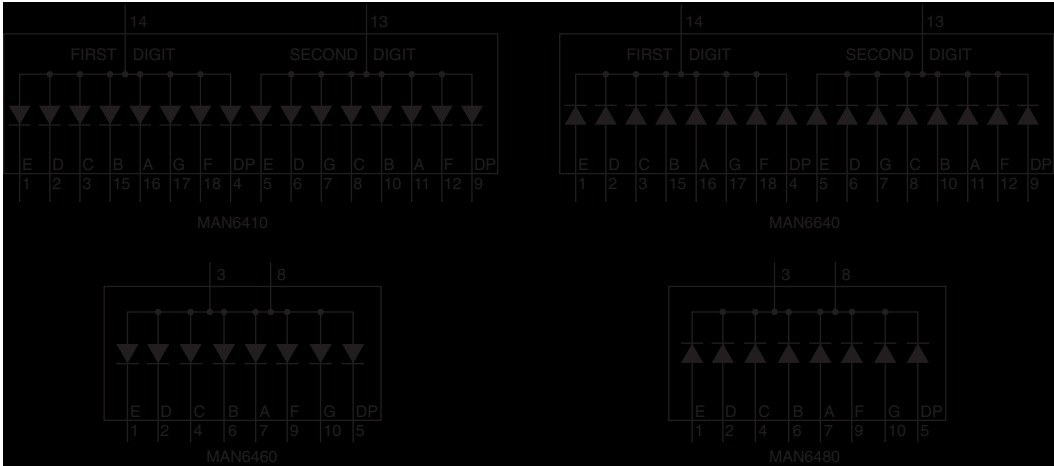 14 13 14 13
FIRST DIGIT SECOND DIGIT FIRST DIGIT SECOND DIGIT
E D C B A G F DP E D G C B A F DP E D C B A G F DP E D G C B A F DP
1 2 3 15 16 17 18 4 5 6 7 8 10 11 12 9 1 2 3 15 16 17 18 4 5 6 7 8 10 11 12 9
MAN6410 MAN6640
3 8 3 8
E D C B A F G DP E D C B A F G DP
1 2 4 6 7 9 10 5 1 2 4 6 7 9 10 5
MAN6460 MAN6480